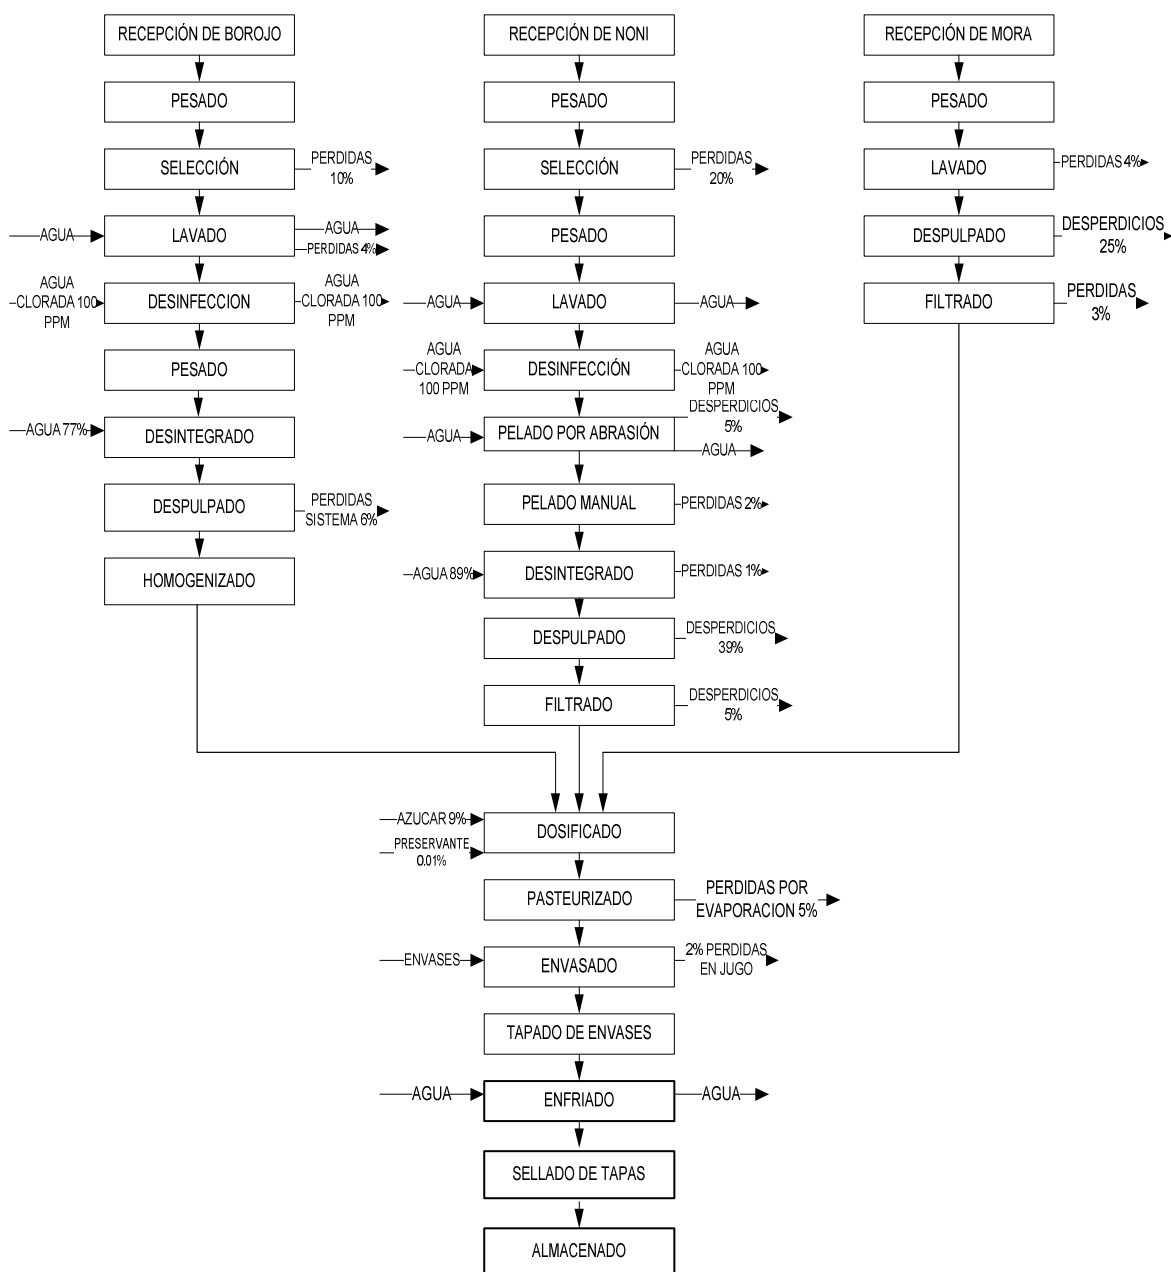 RECEPCIÓN DE BOROJO
PESADO
SELECCIÓN
PERDIDAS
10%
AGUA
LAVADO
AGUA
PERDIDAS 4%
AGUA
CLORADA 100
PPM
DESINFECCION
AGUA
CLORADA 100
PPM
PESADO
AGUA 77%
DESINTEGRADO
DESPULPADO
PERDIDAS
SISTEMA 6%
HOMOGENIZADO
RECEPCIÓN DE NONI
PESADO
SELECCIÓN
PERDIDAS
20%
PESADO
AGUA
LAVADO
AGUA
AGUA
CLORADA
100 PPM
DESINFECCIÓN
AGUA
CLORADA 100
PPM
AGUA
PELADO POR ABRASIÓN
DESPERDICIOS
5%
AGUA
PELADO MANUAL
PERDIDAS 2%
AGUA 89%
DESINTEGRADO
PERDIDAS 1%
DESPULPADO
DESPERDICIOS
39%
FILTRADO
DESPERDICIOS
5%
RECEPCIÓN DE MORA
PESADO
LAVADO
PERDIDAS 4%
DESPULPADO
DESPERDICIOS
25%
FILTRADO
PERDIDAS
3%
AZUCAR 9%
PRESERVANTE
0.01%
DOSIFICADO
PASTEURIZADO
PERDIDAS POR
EVAPORACION 5%
ENVASES
ENVASADO
2% PERDIDAS
EN JUGO
TAPADO DE ENVASES
AGUA
ENFRIADO
AGUA
SELLADO DE TAPAS
ALMACENADO